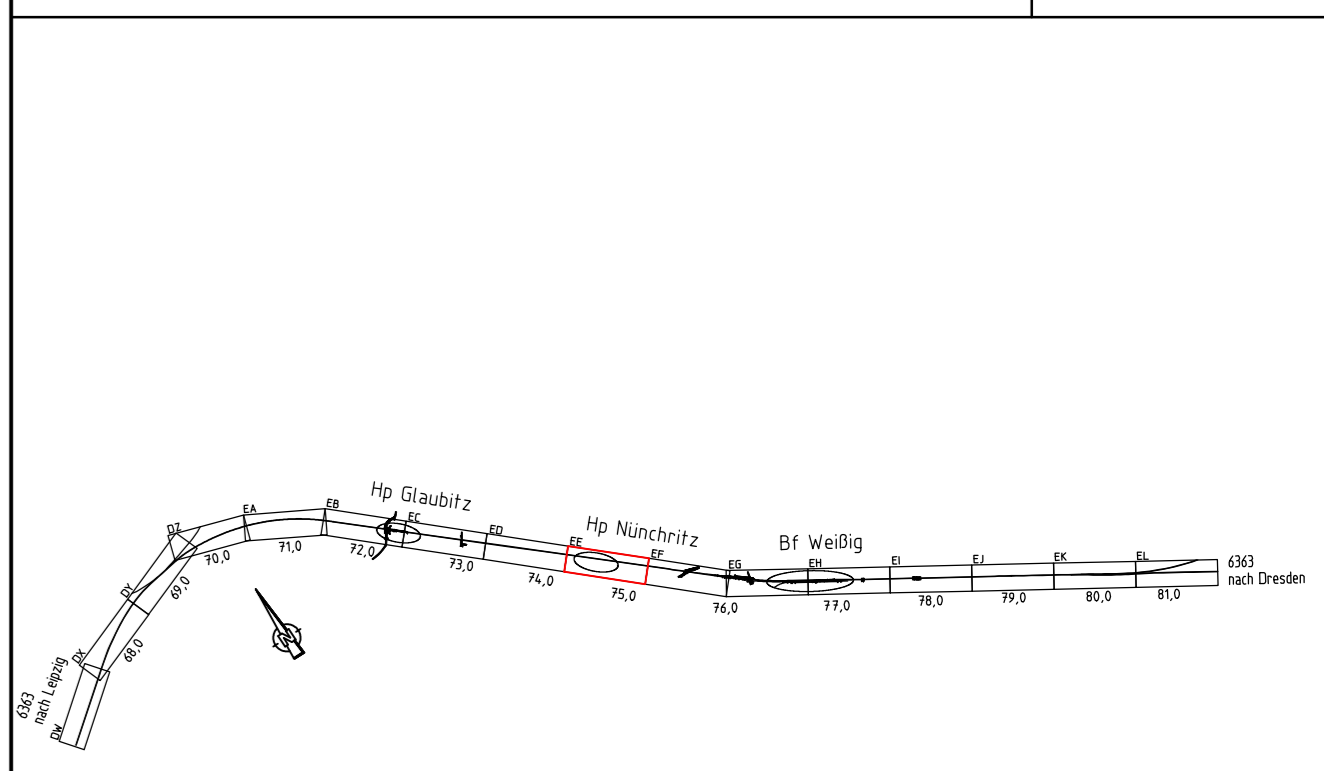 Hp Glaubitz
Hp Nünchritz
Bf Weißig
DW
DX
DY
DZ
EA
EB
EC
ED
EE
EF
EG
EH
EI
EJ
EK
EL
68,0
69,0
70,0
71,0
72,0
73,0
74,0
75,0
76,0
77,0
78,0
79,0
80,0
81,0
6363
nach Leipzig
6363
nach Dresden
N